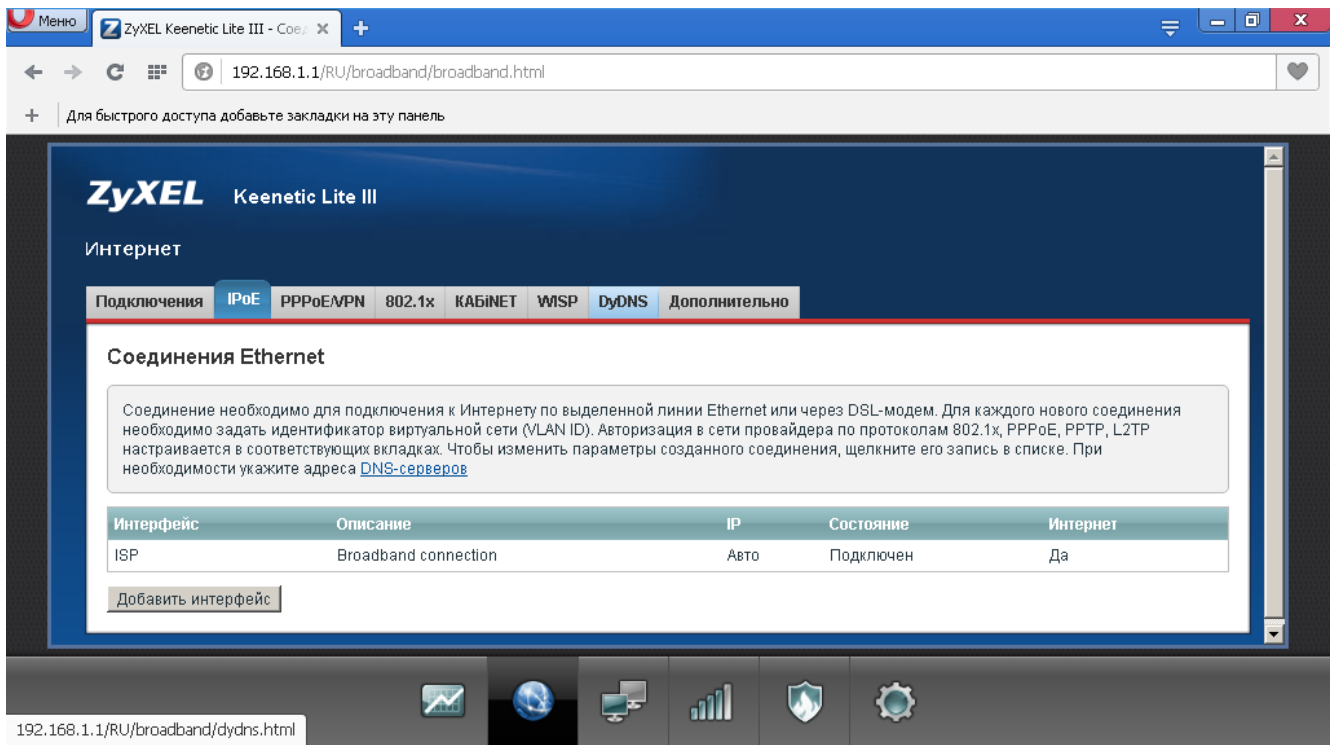 Меню
ZyXEL Keenetic Lite III - Соед
192.168.1.1/RU/broadband/broadband.html
Для быстрого доступа добавьте закладки на эту панель
ZyXEL Keenetic Lite III
Интернет
Подключения IPoE PPPoE/VPN 802.1x КАБiNET WISP DyDNS Дополнительно
Соединения Ethernet
Соединение необходимо для подключения к Интернету по выделенной линии Ethernet или через DSL-модем. Для каждого нового соединения
необходимо задать идентификатор виртуальной сети (VLAN ID). Авторизация в сети провайдера по протоколам 802.1x, PPPoE, PPTP, L2TP
настраивается в соответствующих вкладках. Чтобы изменить параметры созданного соединения, щелкните его запись в списке. При
необходимости укажите адреса DNS-серверов
Интерфейс Описание IP Состояние Интернет
ISP Broadband connection Авто Подключен Да
Добавить интерфейс
192.168.1.1/RU/broadband/dydns.html